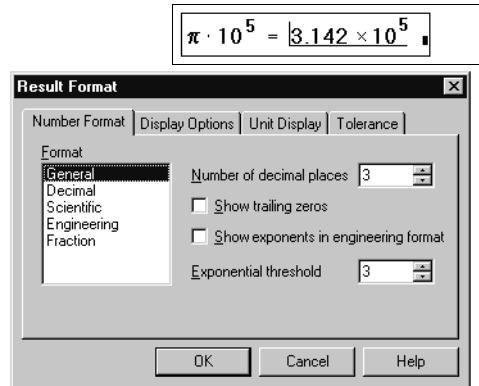 π · 10⁵ = 3.142 × 10⁵
Result Format
Number Format Display Options Unit Display Tolerance
Format
General
Decimal
Scientific
Engineering
Fraction
Number of decimal places 3
Show trailing zeros
Show exponents in engineering format
Exponential threshold 3
OK Cancel Help